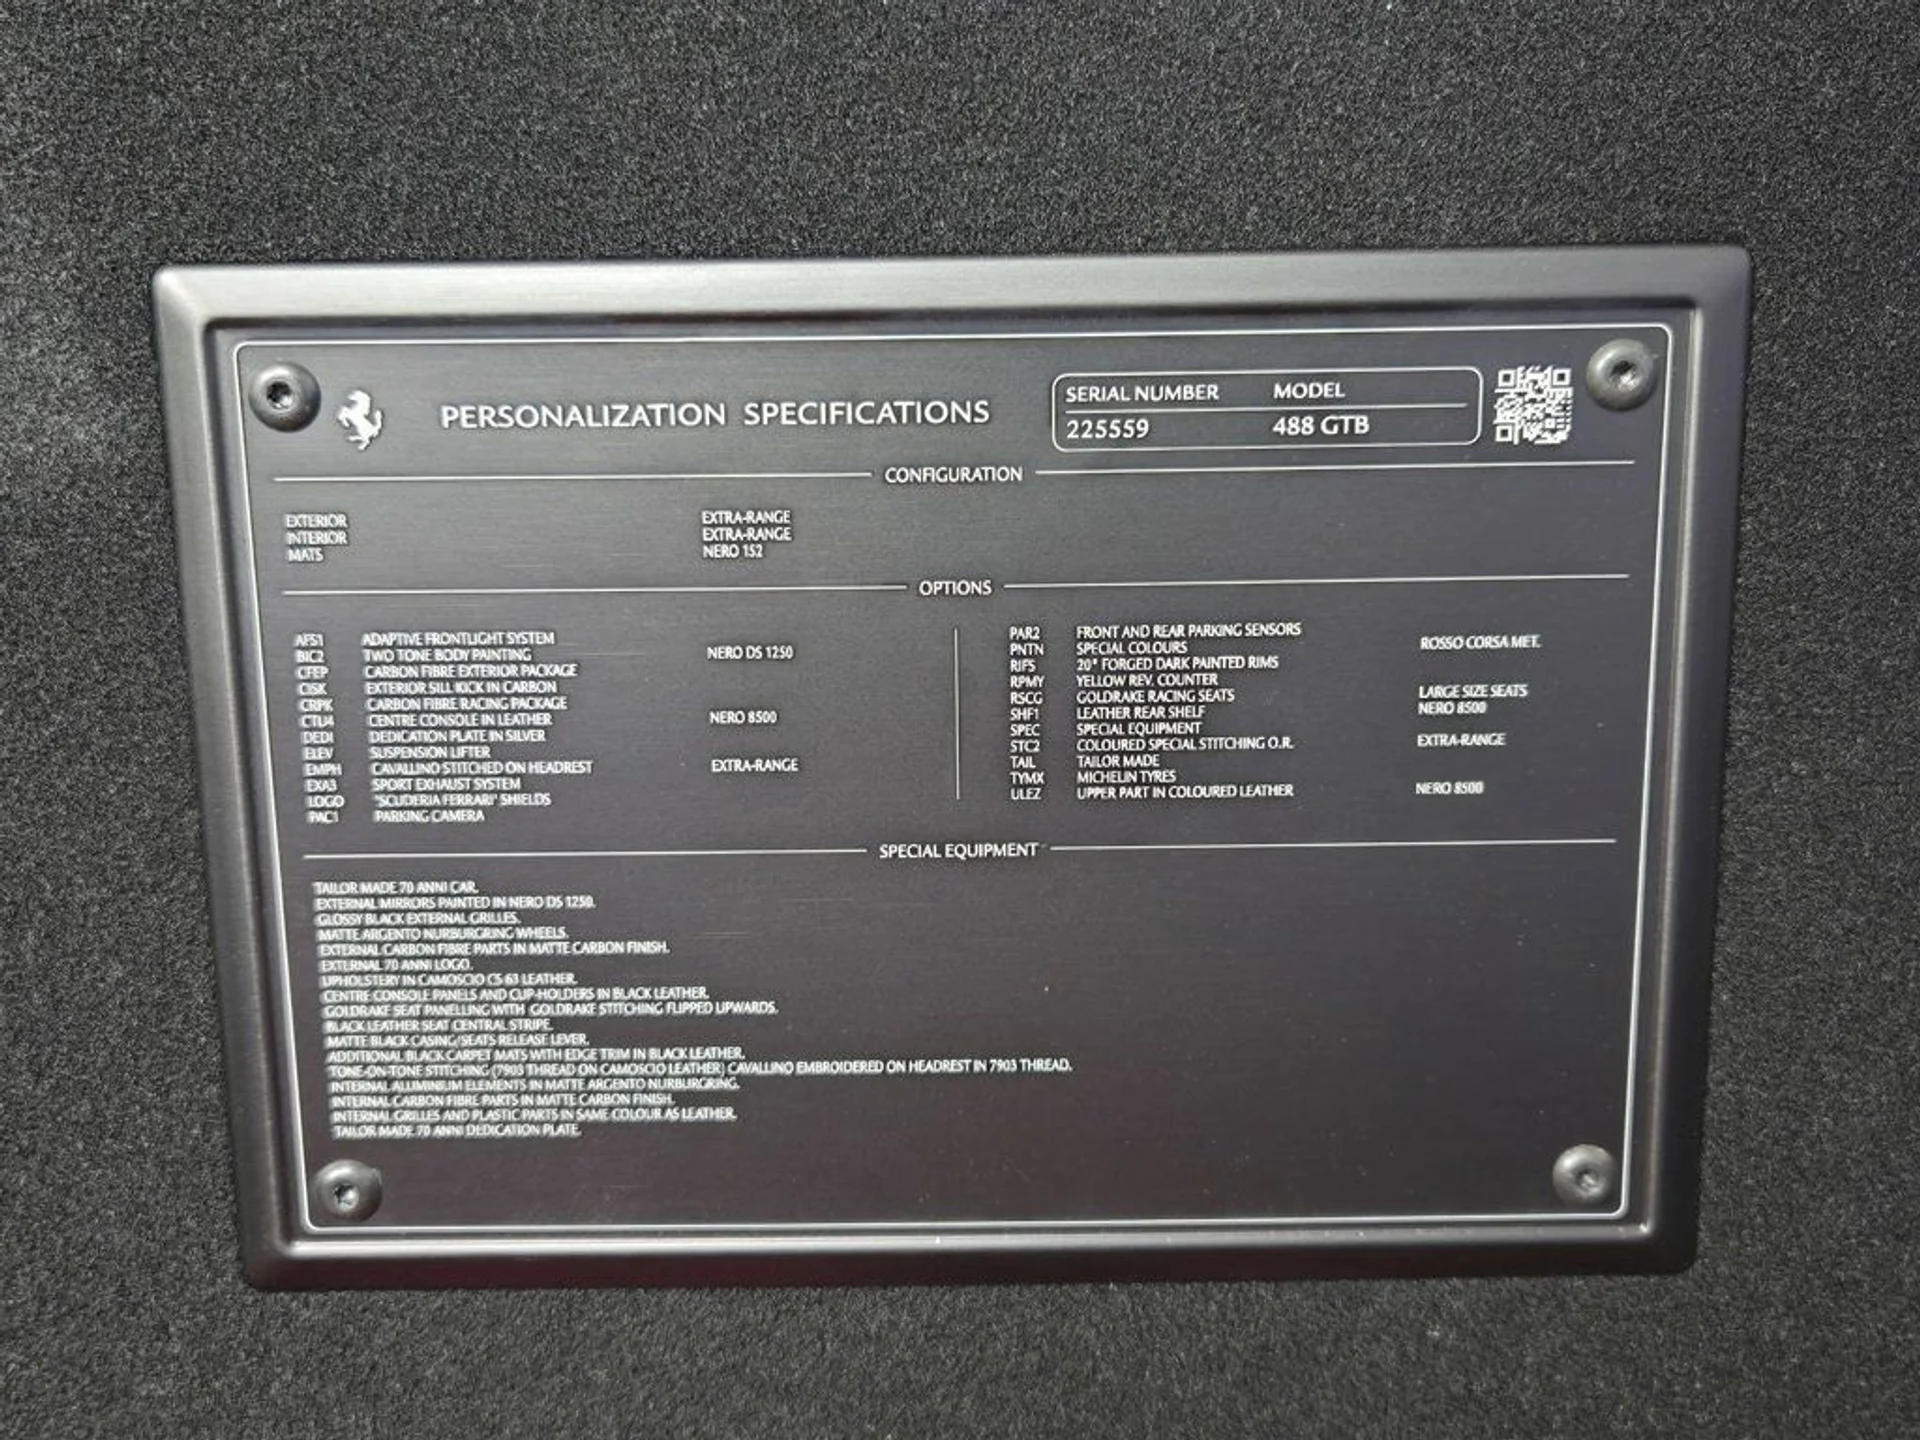 PERSONALIZATION SPECIFICATIONS
SERIAL NUMBER MODEL
225559 488 GTB
CONFIGURATION
EXTERIOR EXTRA-RANGE
INTERIOR EXTRA-RANGE
MATS NERO 152
OPTIONS
AFS1 ADAPTIVE FRONTLIGHT SYSTEM
BIC2 TWO TONE BODY PAINTING NERO DS 1250
CFEP CARBON FIBRE EXTERIOR PACKAGE
CISK EXTERIOR SILL KICK IN CARBON
CRPK CARBON FIBRE RACING PACKAGE
CTU4 CENTRE CONSOLE IN LEATHER NERO 8500
DEDI DEDICATION PLATE IN SILVER
ELEV SUSPENSION LIFTER
EMPH CAVALLINO STITCHED ON HEADREST EXTRA-RANGE
EXA3 SPORT EXHAUST SYSTEM
LOGO "SCUDERIA FERRARI" SHIELDS
PAC1 PARKING CAMERA
PAR2 FRONT AND REAR PARKING SENSORS
PNTN SPECIAL COLOURS ROSSO CORSA MET.
RIF5 20" FORGED DARK PAINTED RIMS
RPMY YELLOW REV. COUNTER
RSCG GOLDRAKE RACING SEATS LARGE SIZE SEATS
SHF1 LEATHER REAR SHELF NERO 8500
SPEC SPECIAL EQUIPMENT
STC2 COLOURED SPECIAL STITCHING O.R. EXTRA-RANGE
TAIL TAILOR MADE
TYMX MICHELIN TYRES
ULEZ UPPER PART IN COLOURED LEATHER NERO 8500
SPECIAL EQUIPMENT
TAILOR MADE 70 ANNI CAR.
EXTERNAL MIRRORS PAINTED IN NERO DS 1250.
GLOSSY BLACK EXTERNAL GRILLES.
MATTE ARGENTO NURBURGRING WHEELS.
EXTERNAL CARBON FIBRE PARTS IN MATTE CARBON FINISH.
EXTERNAL 70 ANNI LOGO.
UPHOLSTERY IN CAMOSCIO CS 63 LEATHER.
CENTRE CONSOLE PANELS AND CUP-HOLDERS IN BLACK LEATHER.
GOLDRAKE SEAT PANELLING WITH GOLDRAKE STITCHING FLIPPED UPWARDS.
BLACK LEATHER SEAT CENTRAL STRIPE.
MATTE BLACK CASING/SEATS RELEASE LEVER.
ADDITIONAL BLACK CARPET MATS WITH EDGE TRIM IN BLACK LEATHER.
TONE-ON-TONE STITCHING (7903 THREAD ON CAMOSCIO LEATHER) CAVALLINO EMBROIDERED ON HEADREST IN 7903 THREAD.
INTERNAL ALUMINIUM ELEMENTS IN MATTE ARGENTO NURBURGRING.
INTERNAL CARBON FIBRE PARTS IN MATTE CARBON FINISH.
INTERNAL GRILLES AND PLASTIC PARTS IN SAME COLOUR AS LEATHER.
TAILOR MADE 70 ANNI DEDICATION PLATE.